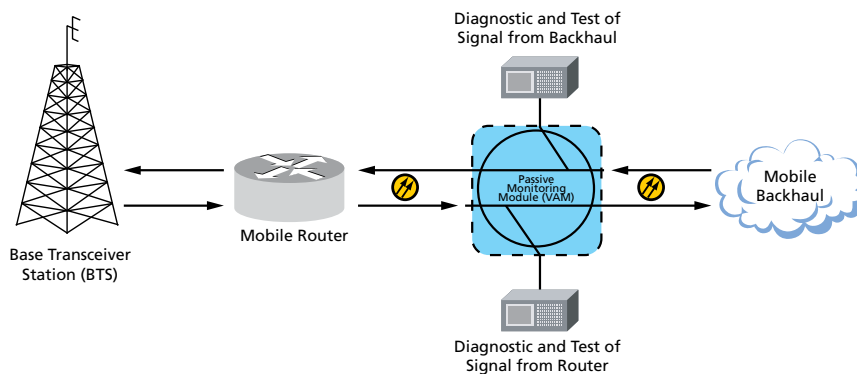 Diagnostic and Test of
Signal from Backhaul
Passive
Monitoring
Module (VAM)
Mobile
Backhaul
Mobile Router
Base Transceiver
Station (BTS)
Diagnostic and Test of
Signal from Router